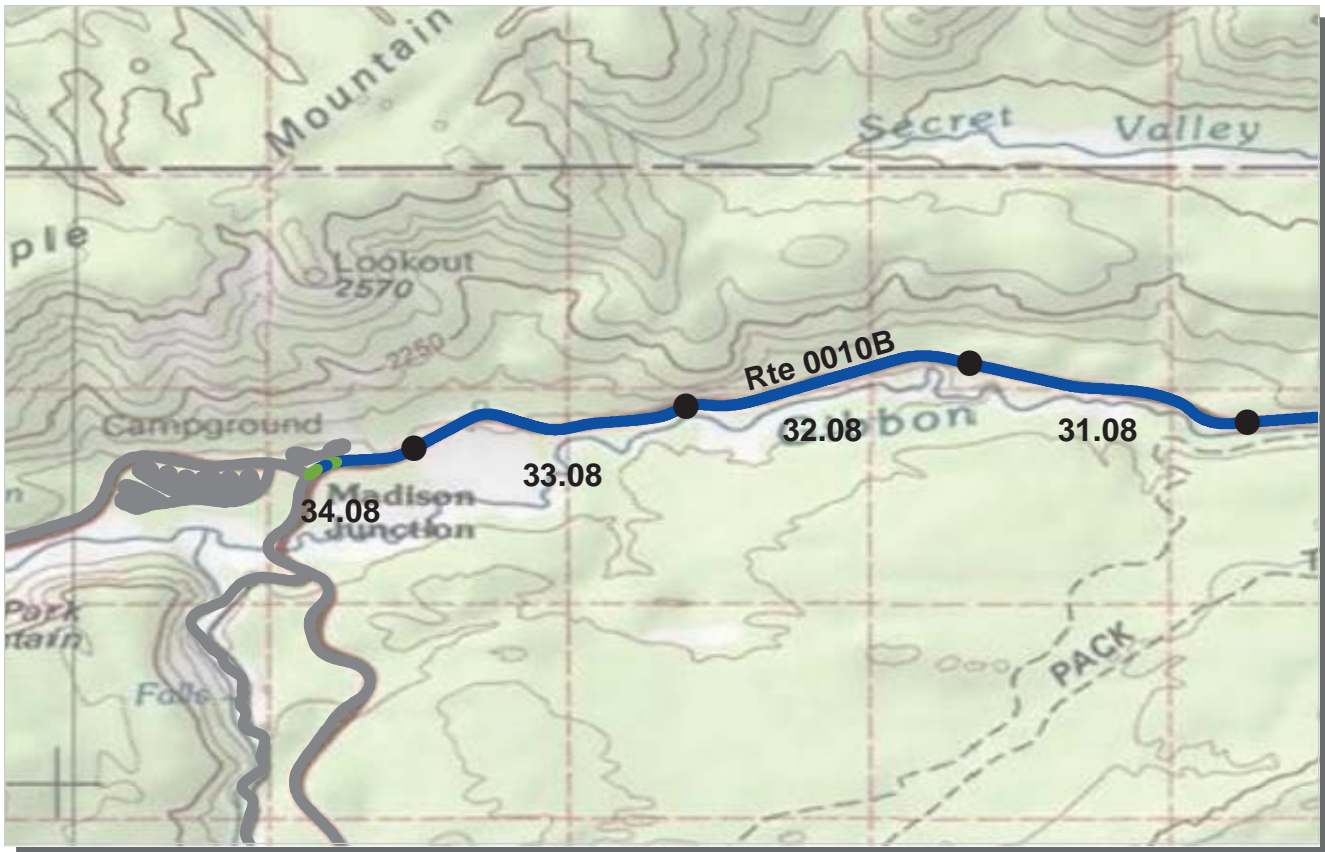 Mountain
Secret Valley
ple
Lookout
2570
Rte 0010B
2250
Campground
32.08
bbon
31.08
33.08
n
Madison
34.08
Junction
T
Park
ntain
PACK
Falls